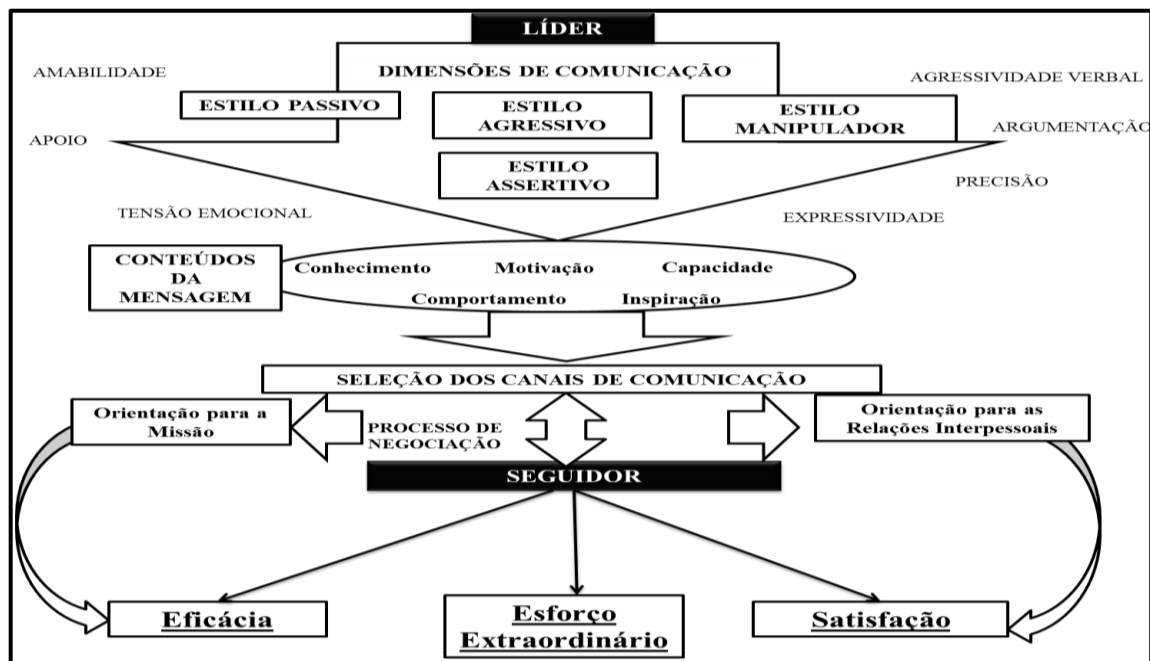 LÍDER
AMABILIDADE
DIMENSÕES DE COMUNICAÇÃO
AGRESSIVIDADE VERBAL
ESTILO PASSIVO
ESTILO
AGRESSIVO
ESTILO
MANIPULADOR
ARGUMENTAÇÃO
APOIO
ESTILO
ASSERTIVO
PRECISÃO
TENSÃO EMOCIONAL
EXPRESSIVIDADE
CONTEÚDOS
DA
MENSAGEM
Conhecimento
Motivação
Capacidade
Comportamento
Inspiração
SELEÇÃO DOS CANAIS DE COMUNICAÇÃO
Orientação para a
Missão
PROCESSO DE
NEGOCIAÇÃO
Orientação para as
Relações Interpessoais
SEGUIDOR
Eficácia
Esforço
Extraordinário
Satisfação